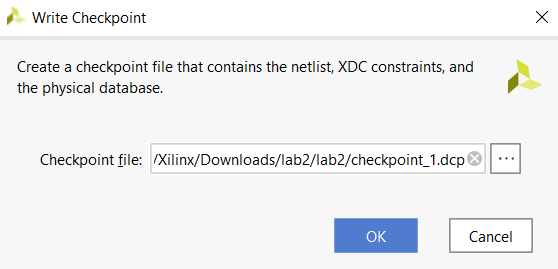 Write Checkpoint
Create a checkpoint file that contains the netlist, XDC constraints, and
the physical database.
Checkpoint file: /Xilinx/Downloads/lab2/lab2/checkpoint_1.dcp
OK Cancel